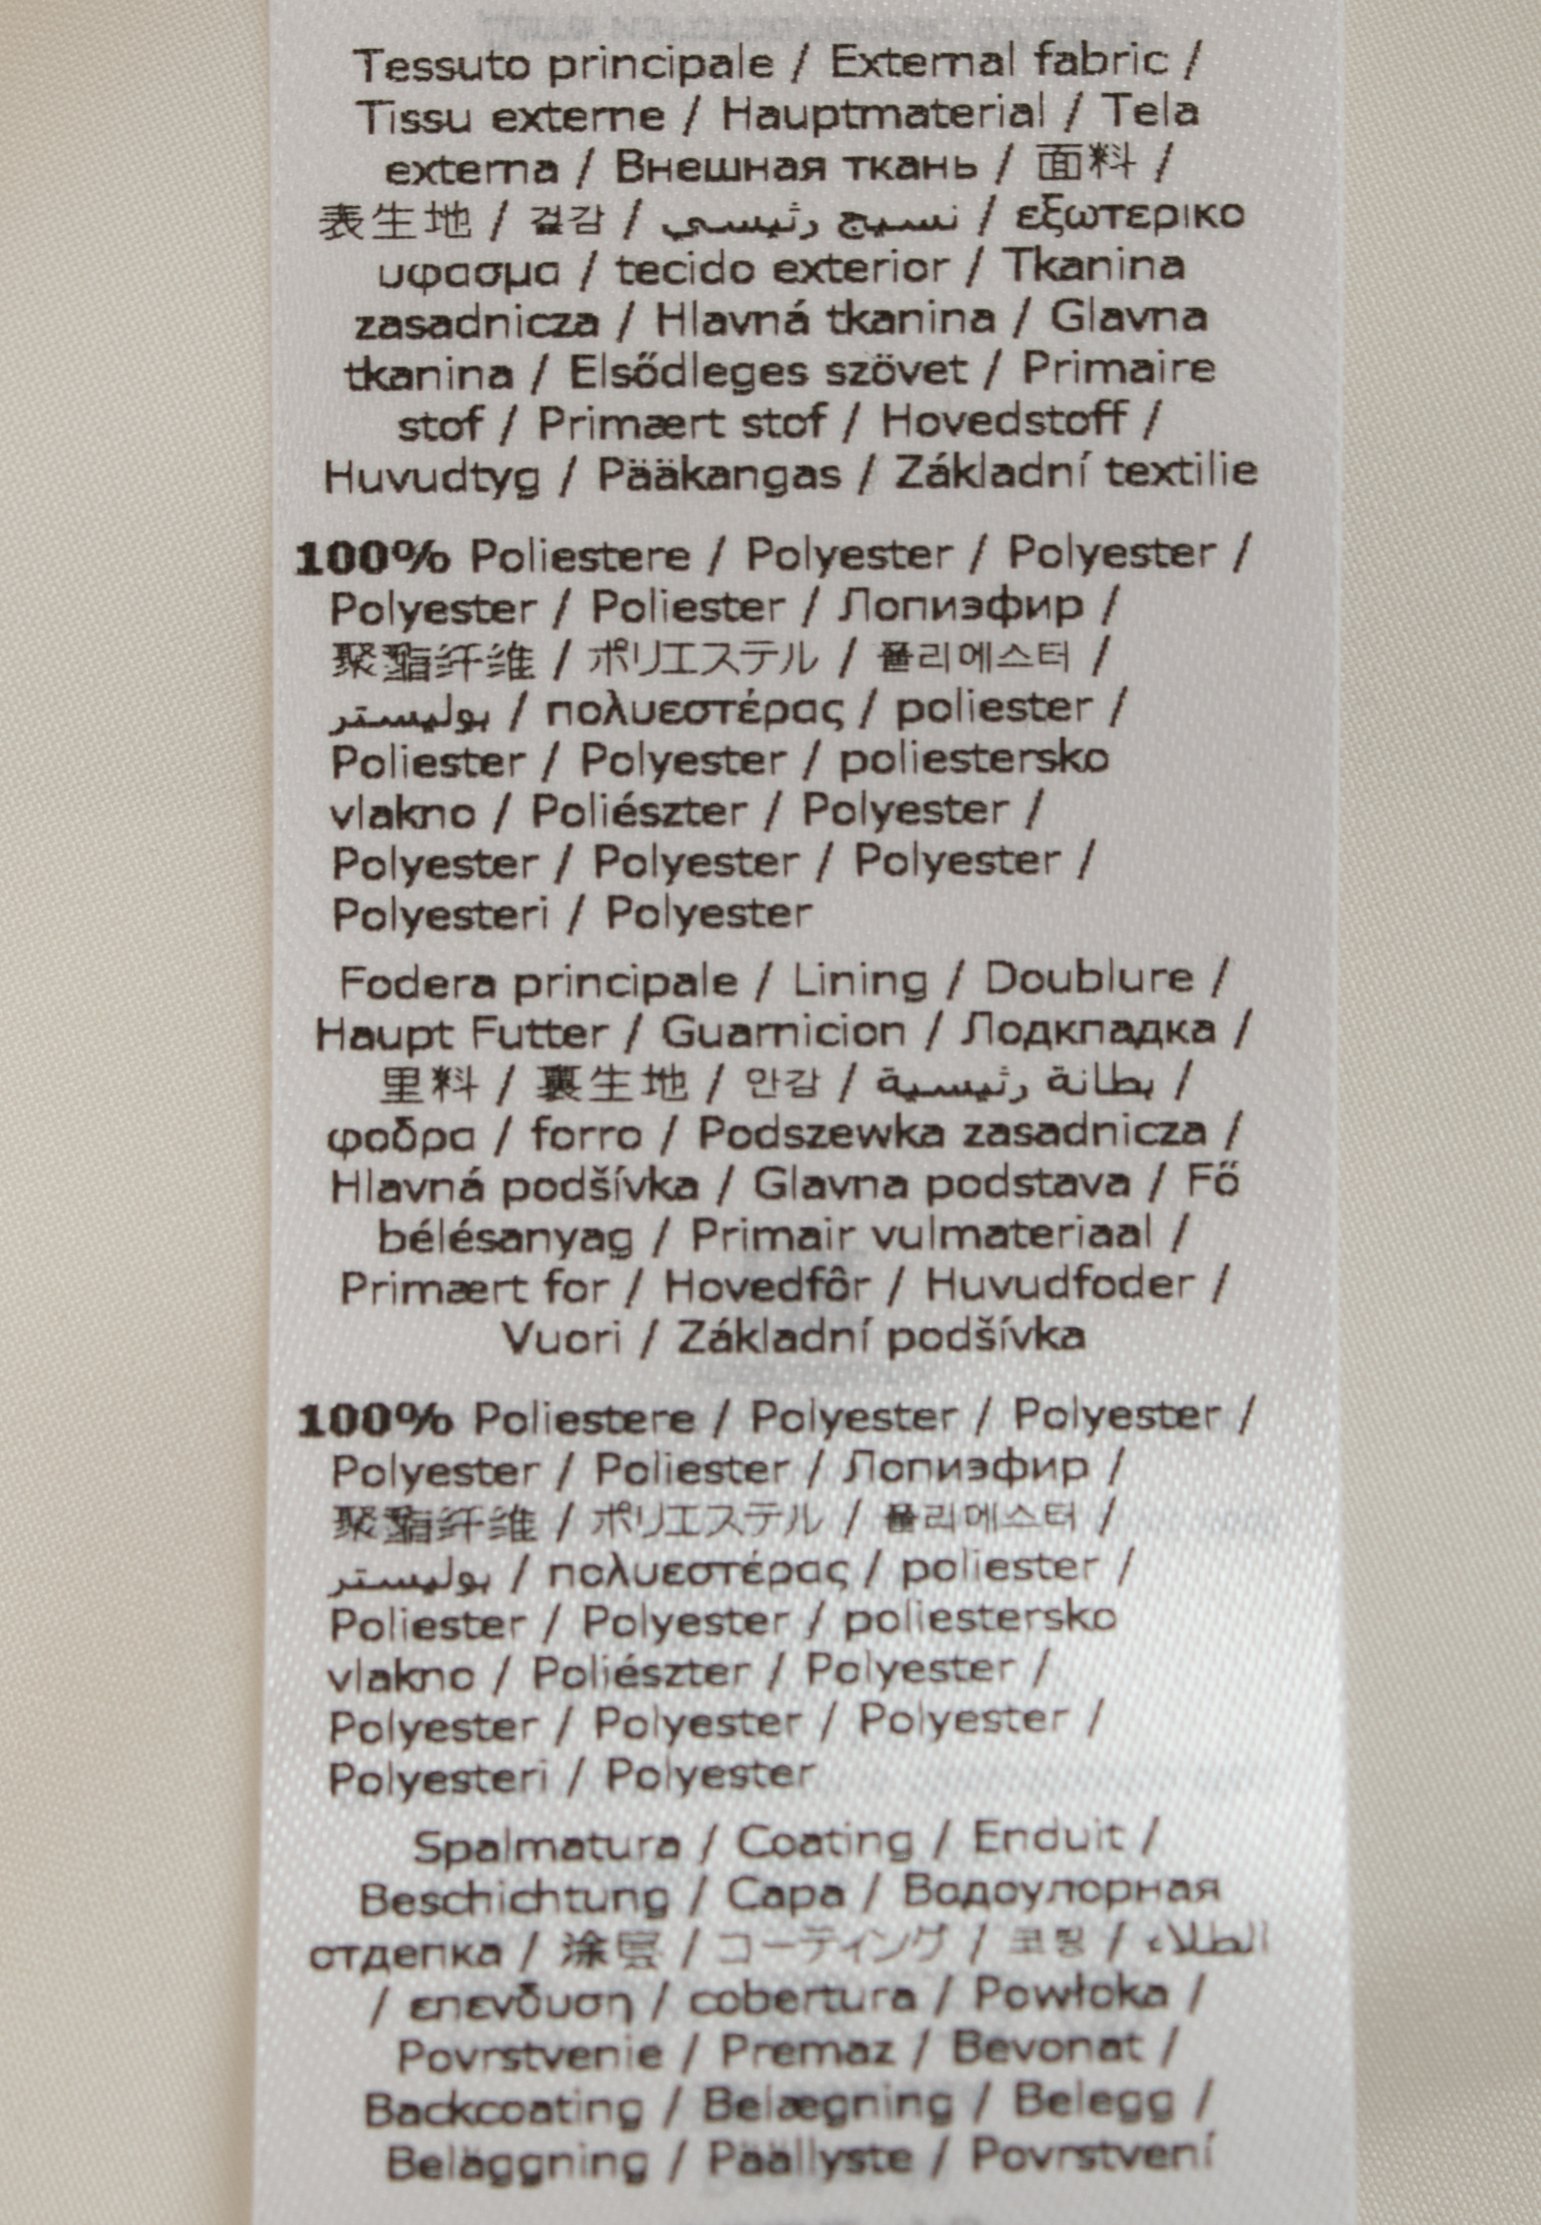 Tessuto principale / External fabric /
Tissu externe / Hauptmaterial / Tela
externa / Внешная ткань / 面料 /
表生地 / 겉감 / نسيج رئيسي / εξωτερικο
υφασμα / tecido exterior / Tkanina
zasadnicza / Hlavná tkanina / Glavna
tkanina / Elsődleges szövet / Primaire
stof / Primært stof / Hovedstoff /
Huvudtyg / Pääkangas / Základní textilie
100% Poliestere / Polyester / Polyester /
Polyester / Poliester / Лопиэфир /
聚酯纤维 / ポリエステル / 폴리에스터 /
بوليستر / πολυεστέρας / poliester /
Poliester / Polyester / poliestersko
vlakno / Poliészter / Polyester /
Polyester / Polyester / Polyester /
Polyesteri / Polyester
Fodera principale / Lining / Doublure /
Haupt Futter / Guarnicion / Лодкпадка /
里料 / 裏生地 / 안감 / بطانة رئيسية /
φοδρα / forro / Podszewka zasadnicza /
Hlavná podšívka / Glavna podstava / Fő
bélésanyag / Primair vulmateriaal /
Primært for / Hovedfôr / Huvudfoder /
Vuori / Základní podšívka
100% Poliestere / Polyester / Polyester /
Polyester / Poliester / Лопиэфир /
聚酯纤维 / ポリエステル / 폴리에스터 /
بوليستر / πολυεστέρας / poliester /
Poliester / Polyester / poliestersko
vlakno / Poliészter / Polyester /
Polyester / Polyester / Polyester /
Polyesteri / Polyester
Spalmatura / Coating / Enduit /
Beschichtung / Capa / Водоулорная
отдепка / 涂层 / コーティング / 코팅 / الطلاء
/ επενδυση / cobertura / Powłoka /
Povrstvenie / Premaz / Bevonat /
Backcoating / Belægning / Belegg /
Beläggning / Päällyste / Povrstvení